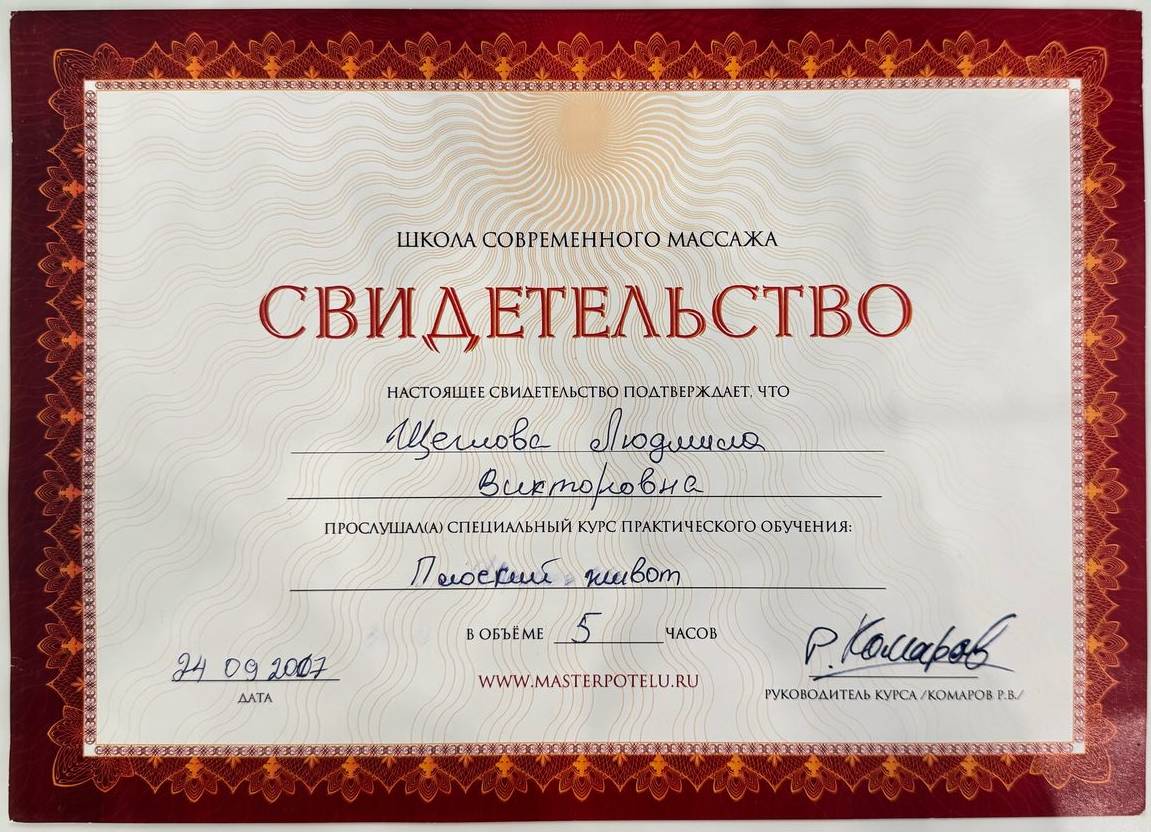 ШКОЛА СОВРЕМЕННОГО МАССАЖА
СВИДЕТЕЛЬСТВО
НАСТОЯЩЕЕ СВИДЕТЕЛЬСТВО ПОДТВЕРЖДАЕТ, ЧТО
Щеглова Людмила
Викторовна
ПРОСЛУШАЛ(А) СПЕЦИАЛЬНЫЙ КУРС ПРАКТИЧЕСКОГО ОБУЧЕНИЯ:
Плоский живот
В ОБЪЁМЕ 5 ЧАСОВ
Р. Комаров
24 09
ДАТА
WWW.MASTERPOTELU.RU
РУКОВОДИТЕЛЬ КУРСА /КОМАРОВ Р.В./